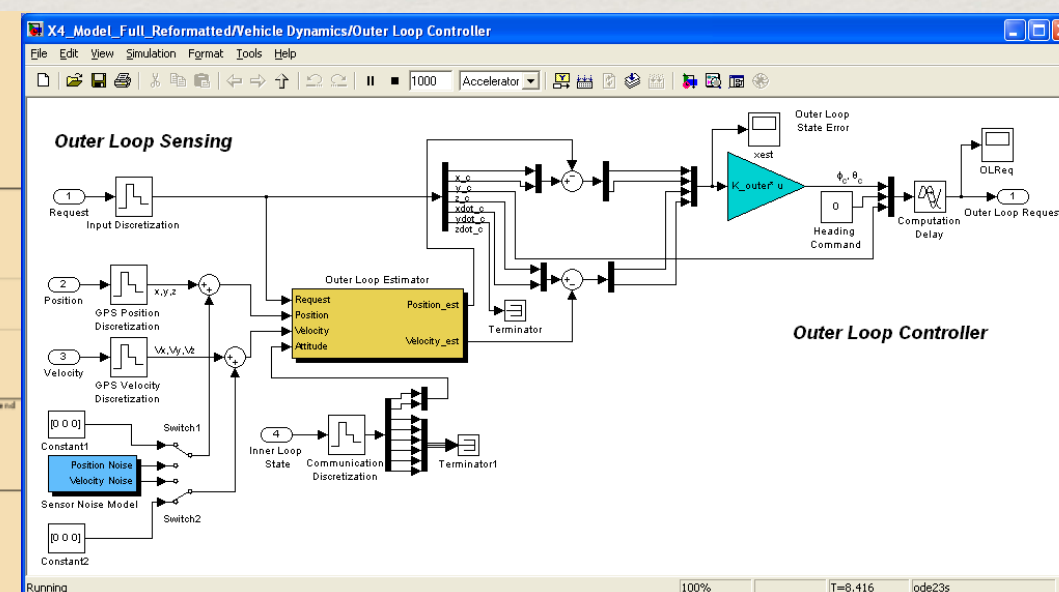 X4_Model_Full_Reformatted/Vehicle Dynamics/Outer Loop Controller
File Edit View Simulation Format Tools Help
1000
Accelerator
Outer Loop Sensing
1
Request
Input Discretization
2
Position
GPS Position
Discretization
x,y,z
3
Velocity
GPS Velocity
Discretization
Vx,Vy,Vz
[0 0 0]
Constant1
Switch1
Position Noise
Velocity Noise
Sensor Noise Model
Switch2
[0 0 0]
Constant2
Outer Loop Estimator
Request
Position
Velocity
Attitude
Position_est
Velocity_est
4
Inner Loop
State
Communication
Discretization
Terminator1
x_c
y_c
z_c
xdot_c
ydot_c
zdot_c
Terminator
Outer Loop
State Error
xest
K_outer* u
ϕc, θc
0
Heading
Command
Computation
Delay
OLReq
1
Outer Loop Request
Outer Loop Controller
end
Running
100%
T=8.416
ode23s